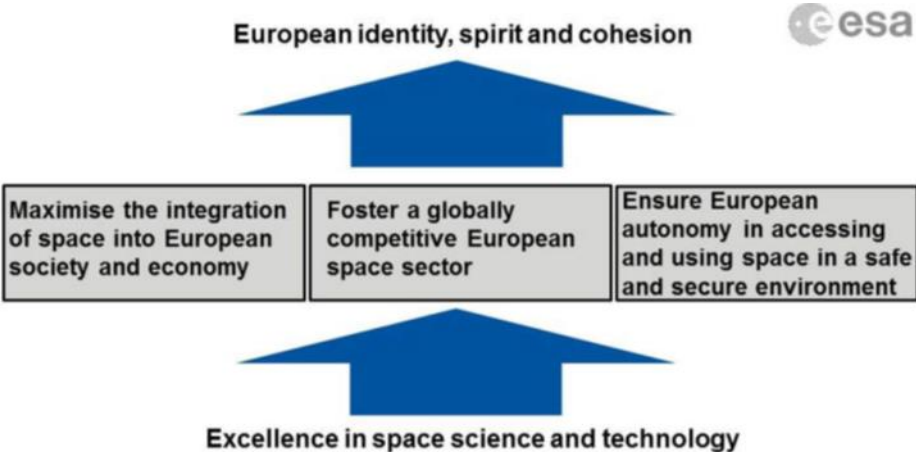 esa
European identity, spirit and cohesion
Maximise the integration
of space into European
society and economy
Foster a globally
competitive European
space sector
Ensure European
autonomy in accessing
and using space in a safe
and secure environment
Excellence in space science and technology